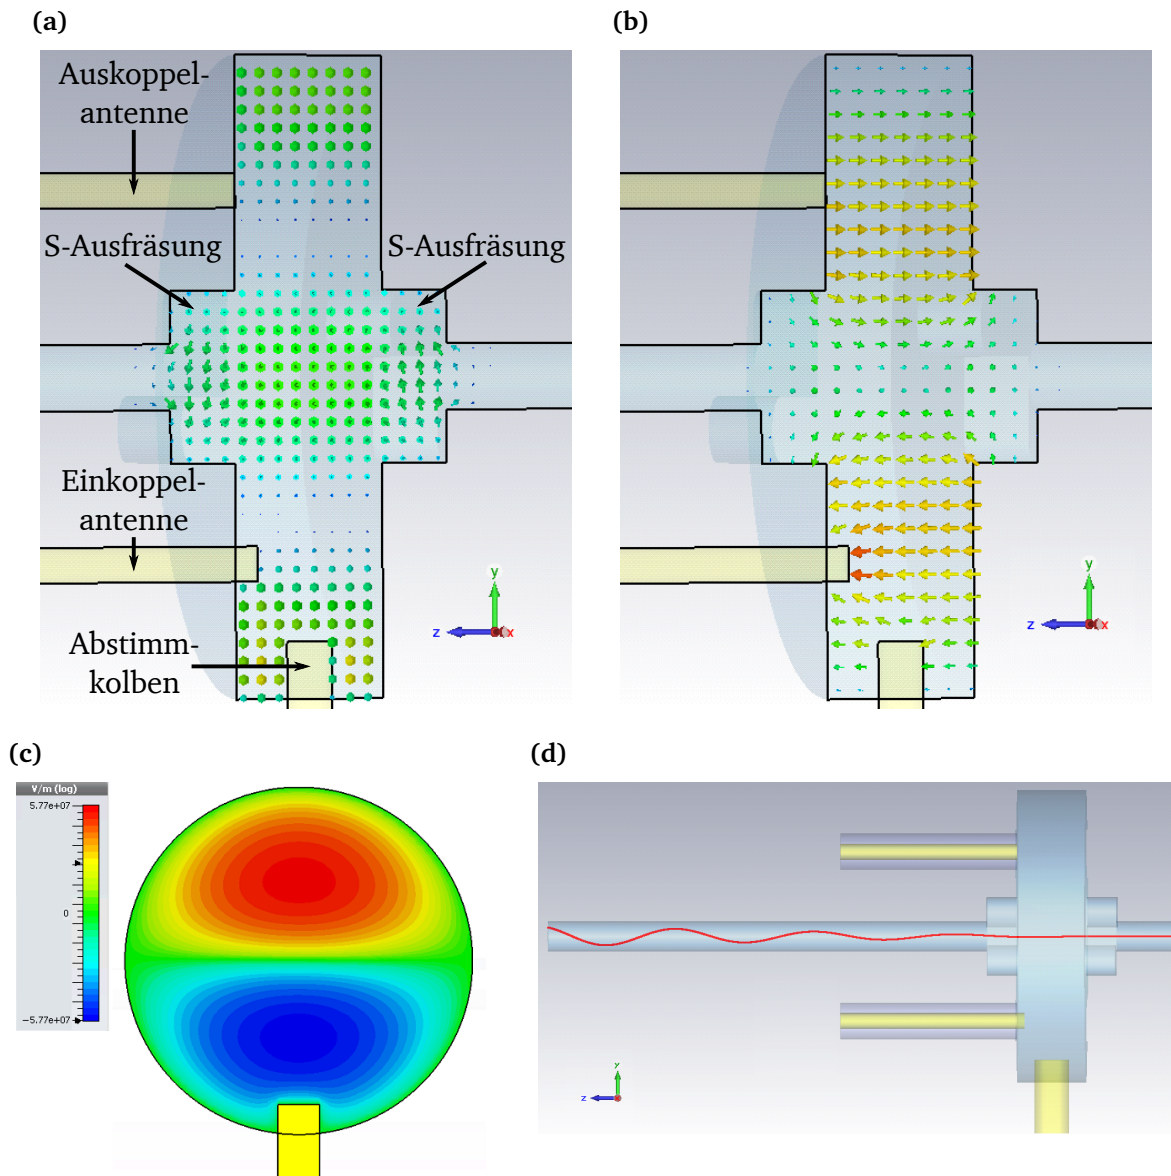 (a)
Auskoppel-
antenne
S-Ausfräsung
S-Ausfräsung
Einkoppel-
antenne
Abstimm-
kolben
y
z
x
(b)
y
z
x
(c)
V/m (log)
5.77e+07
0
-5.77e+07
(d)
y
z